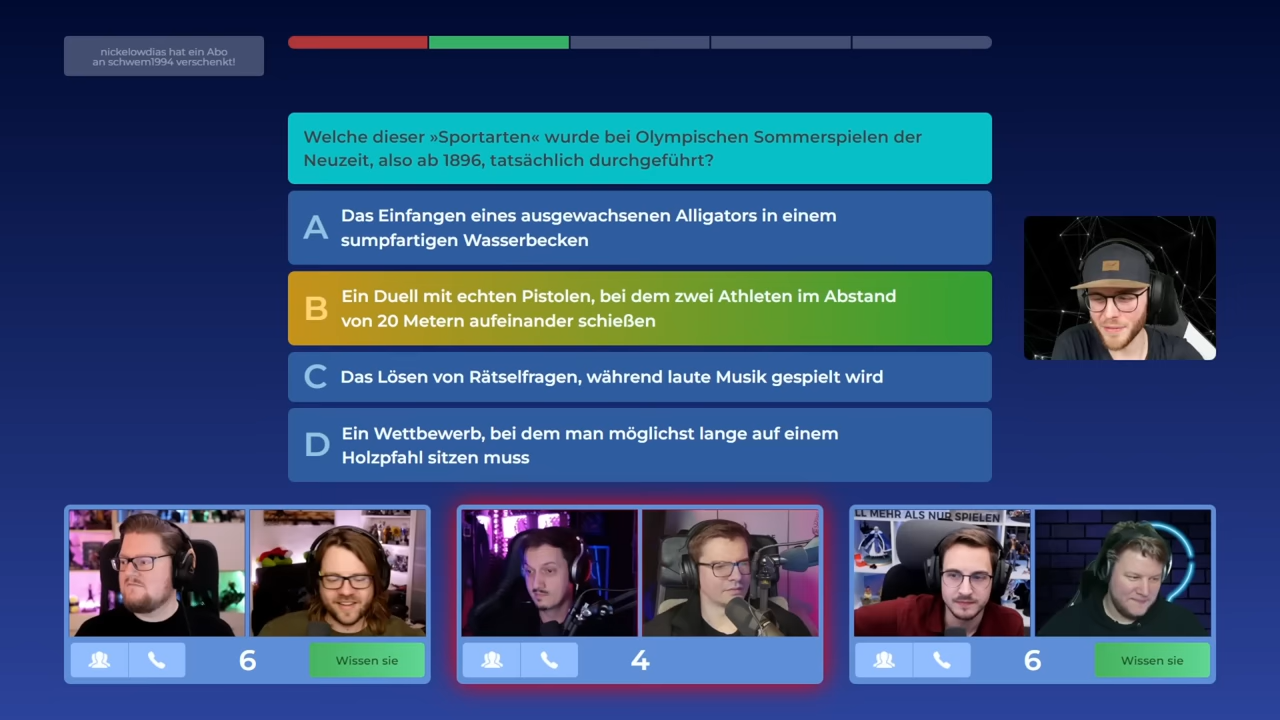 nickelowdias hat ein Abo
an schwem1994 verschenkt!
Welche dieser »Sportarten« wurde bei Olympischen Sommerspielen der
Neuzeit, also ab 1896, tatsächlich durchgeführt?
A
Das Einfangen eines ausgewachsenen Alligators in einem
sumpfartigen Wasserbecken
B
Ein Duell mit echten Pistolen, bei dem zwei Athleten im Abstand
von 20 Metern aufeinander schießen
C
Das Lösen von Rätselfragen, während laute Musik gespielt wird
D
Ein Wettbewerb, bei dem man möglichst lange auf einem
Holzpfahl sitzen muss
LL MEHR ALS NUR SPIELEN
6
Wissen sie
4
6
Wissen sie